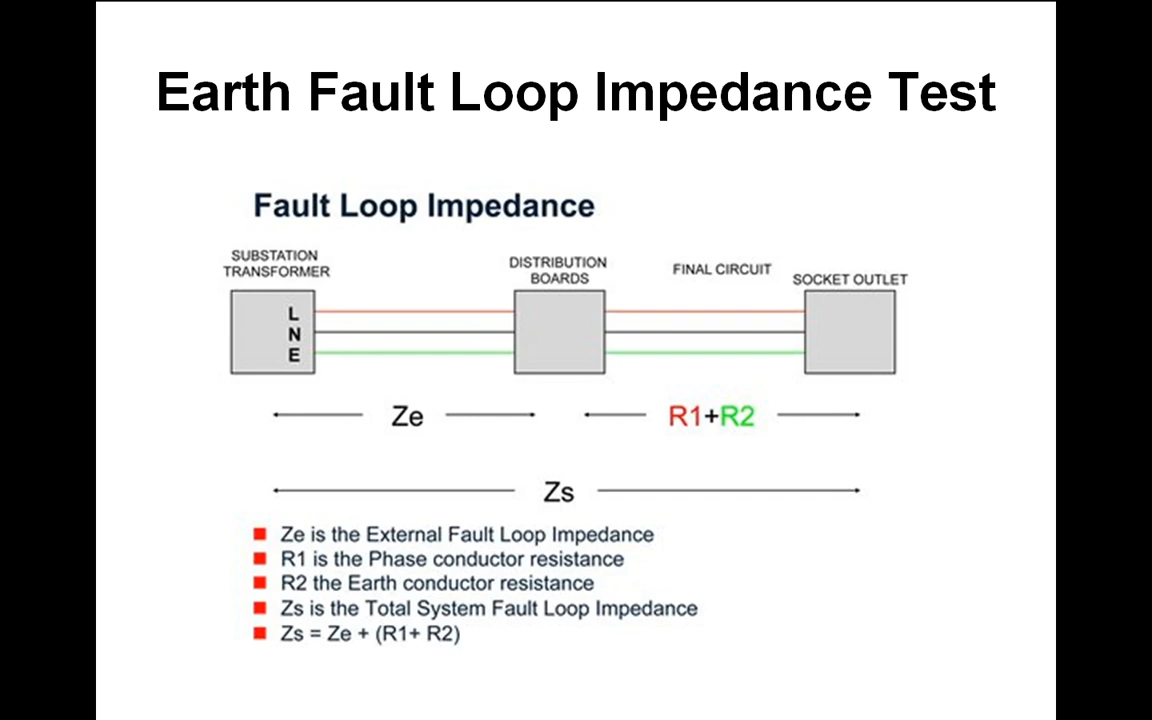 Earth Fault Loop Impedance Test
Fault Loop Impedance
SUBSTATION
TRANSFORMER
DISTRIBUTION
BOARDS
FINAL CIRCUIT
SOCKET OUTLET
L
N
E
Ze
R1+R2
Zs
Ze is the External Fault Loop Impedance
R1 is the Phase conductor resistance
R2 the Earth conductor resistance
Zs is the Total System Fault Loop Impedance
Zs = Ze + (R1+ R2)